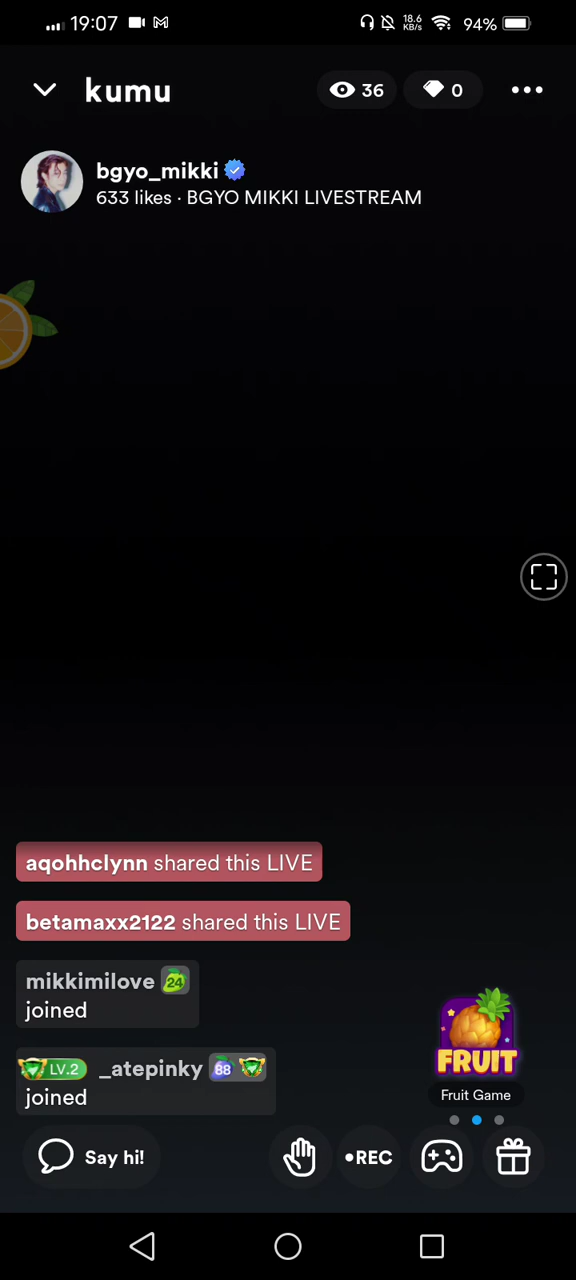 19:07
18.6
KB/s
94%
kumu
36
0
bgyo_mikki
633 likes · BGYO MIKKI LIVESTREAM
aqohhclynn shared this LIVE
betamaxx2122 shared this LIVE
mikkimilove 24
joined
LV.2 _atepinky 88
joined
FRUIT
Fruit Game
Say hi!
•REC